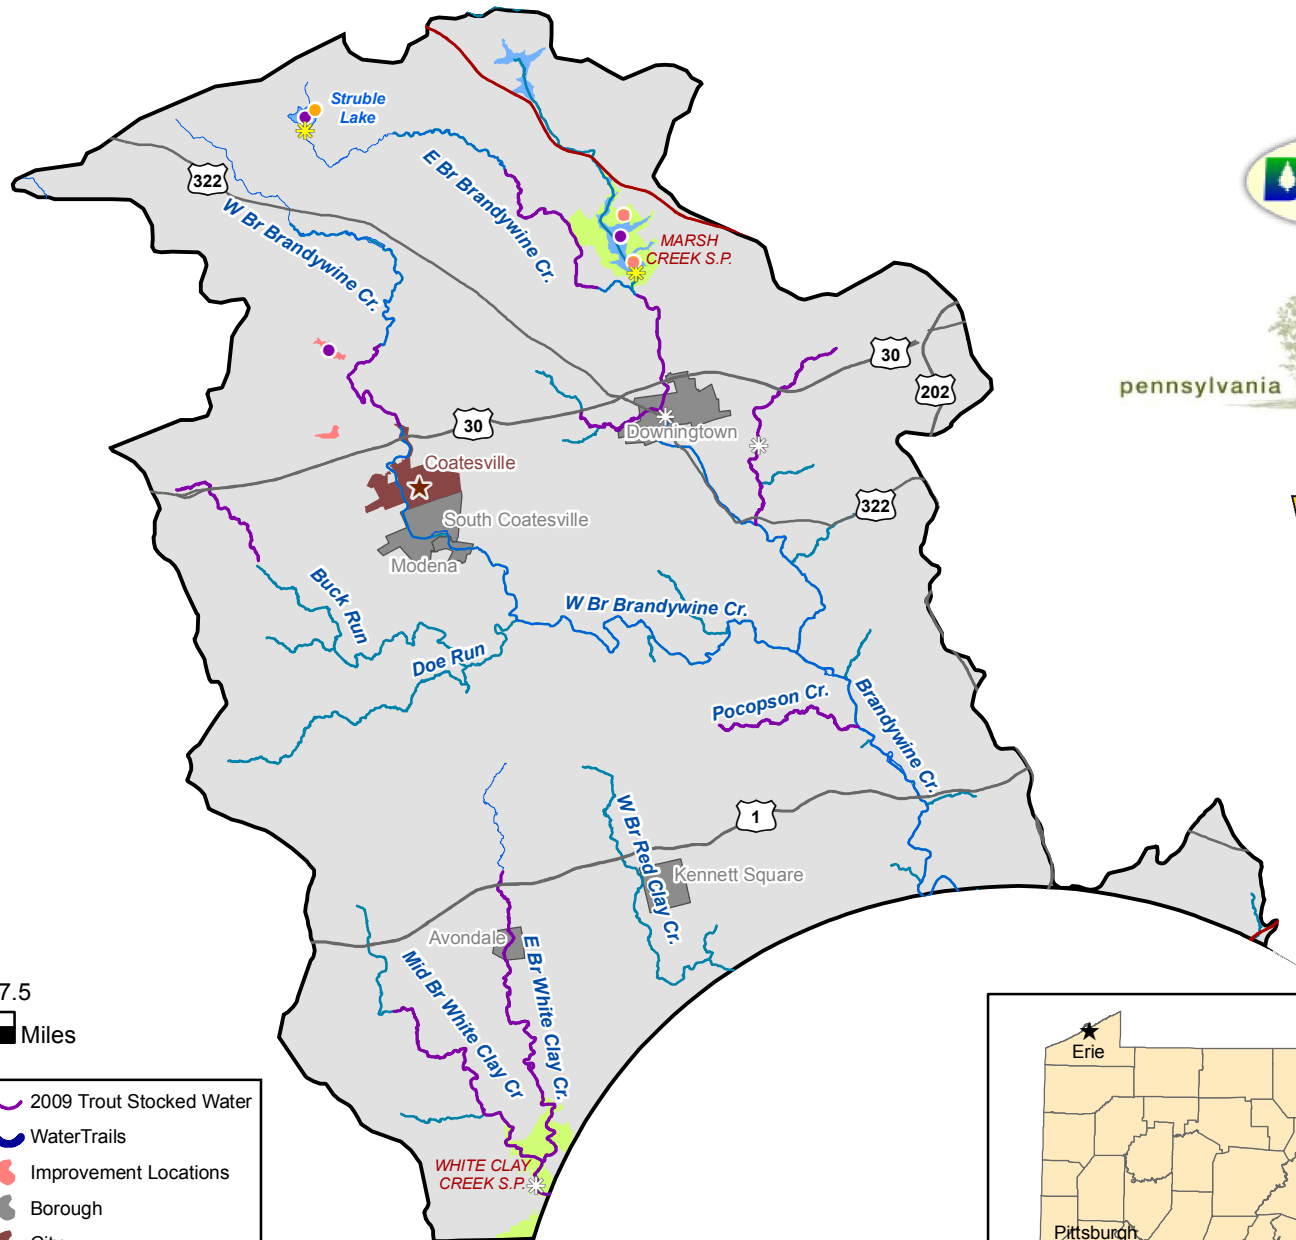 Struble
Lake
322
E Br Brandywine Cr.
W Br Brandywine Cr.
MARSH
CREEK S.P.
30
202
pennsylvania
30
Downingtown
Coatesville
322
South Coatesville
Modena
Buck Run
W Br Brandywine Cr.
Doe Run
Pocopson Cr.
Brandywine Cr.
1
W Br Red Clay Cr.
Kennett Square
Avondale
Mid Br White Clay Cr
E Br White Clay Cr.
WHITE CLAY
CREEK S.P.
7.5
Miles
2009 Trout Stocked Water
WaterTrails
Improvement Locations
Borough
Erie
Pittsburgh